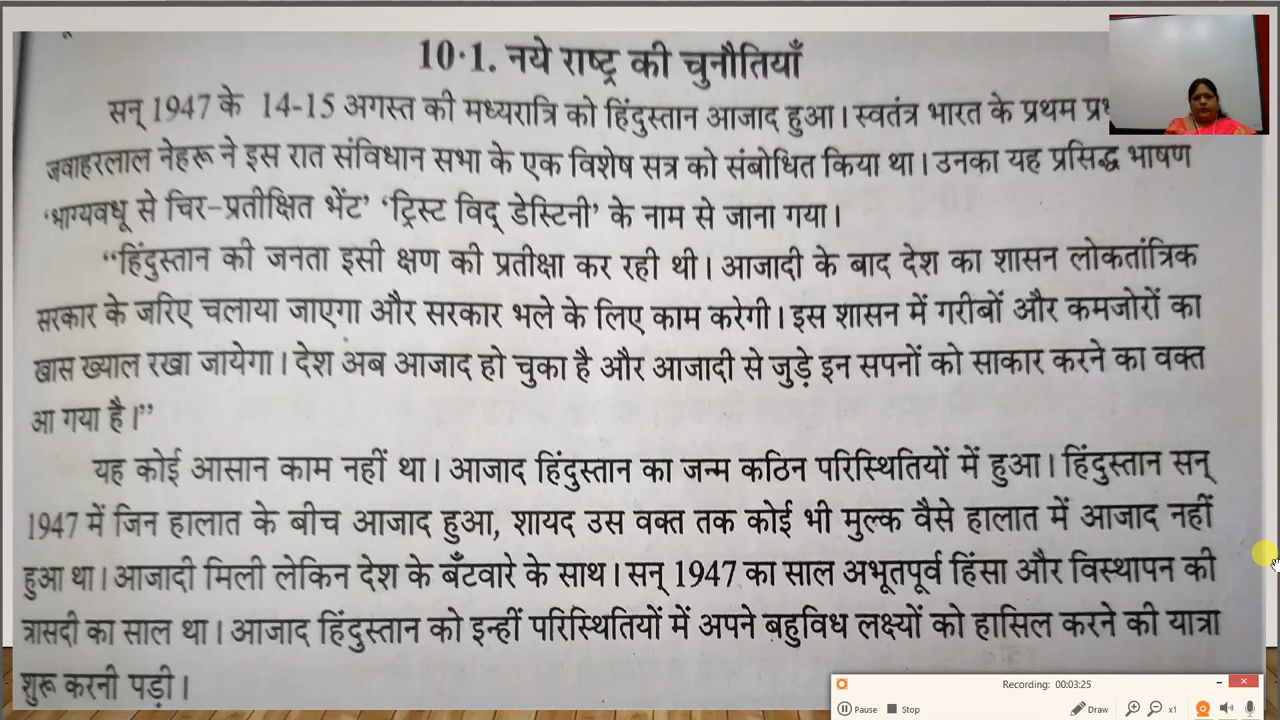 10·1. नये राष्ट्र की चुनौतियाँ
सन् 1947 के 14-15 अगस्त की मध्यरात्रि को हिंदुस्तान आजाद हुआ। स्वतंत्र भारत के प्रथम
जवाहरलाल नेहरू ने इस रात संविधान सभा के एक विशेष सत्र को संबोधित किया था। उनका यह प्रसिद्ध भाषण
'भाग्यवधू से चिर-प्रतीक्षित भेंट' 'ट्रिस्ट विद् डेस्टिनी' के नाम से जाना गया।
“हिंदुस्तान की जनता इसी क्षण की प्रतीक्षा कर रही थी। आजादी के बाद देश का शासन लोकतांत्रिक
सरकार के जरिए चलाया जाएगा और सरकार भले के लिए काम करेगी। इस शासन में गरीबों और कमजोरों का
खास ख्याल रखा जायेगा। देश अब आजाद हो चुका है और आजादी से जुड़े इन सपनों को साकार करने का वक्त
आ गया है।”
यह कोई आसान काम नहीं था। आजाद हिंदुस्तान का जन्म कठिन परिस्थितियों में हुआ। हिंदुस्तान सन्
1947 में जिन हालात के बीच आजाद हुआ, शायद उस वक्त तक कोई भी मुल्क वैसे हालात में आजाद नहीं
हुआ था। आजादी मिली लेकिन देश के बँटवारे के साथ। सन् 1947 का साल अभूतपूर्व हिंसा और विस्थापन की
त्रासदी का साल था। आजाद हिंदुस्तान को इन्हीं परिस्थितियों में अपने बहुविध लक्ष्यों को हासिल करने की यात्रा
शुरू करनी पड़ी।
Recording: 00:03:25
Pause Stop Draw x1